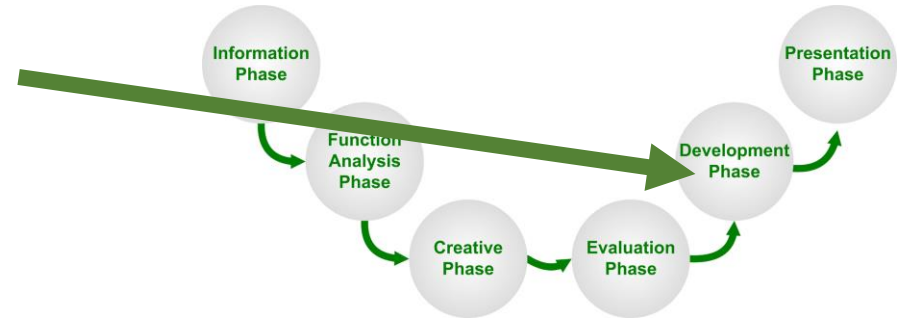 Information
Phase
Function
Analysis
Phase
Creative
Phase
Evaluation
Phase
Development
Phase
Presentation
Phase